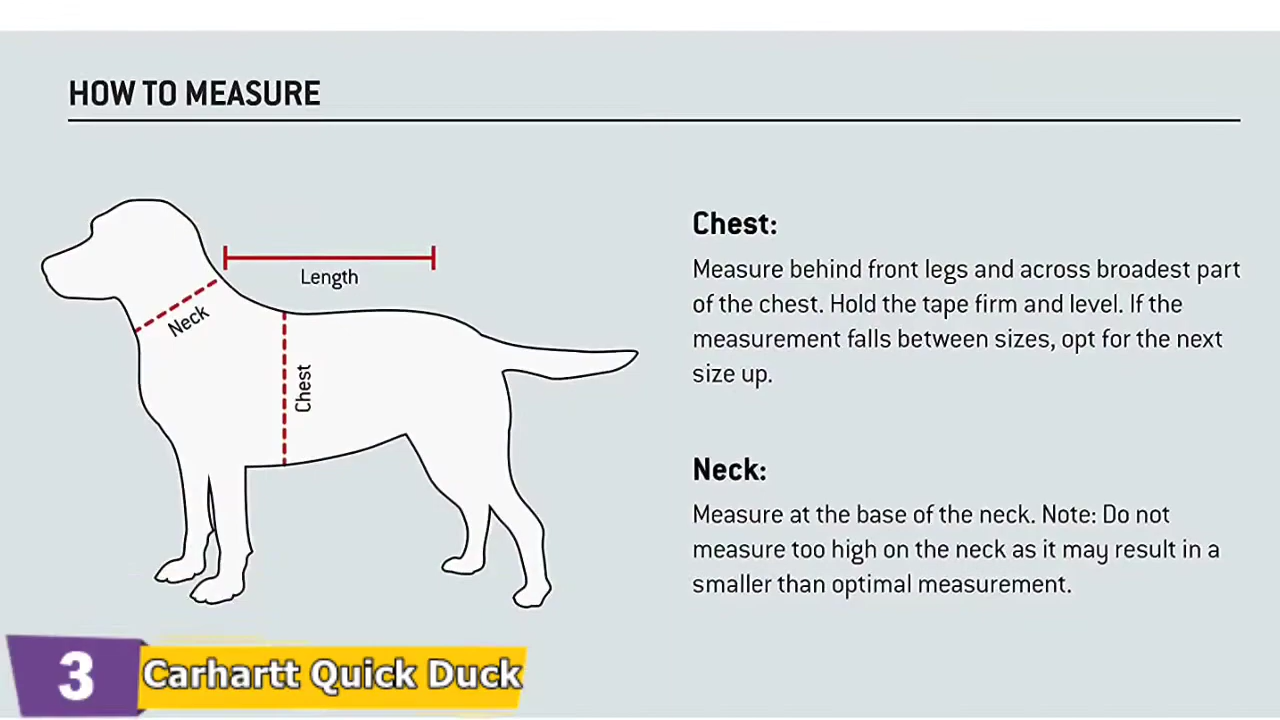 HOW TO MEASURE
Length
Neck
Chest
Chest:
Measure behind front legs and across broadest part
of the chest. Hold the tape firm and level. If the
measurement falls between sizes, opt for the next
size up.
Neck:
Measure at the base of the neck. Note: Do not
measure too high on the neck as it may result in a
smaller than optimal measurement.
3 Carhartt Quick Duck